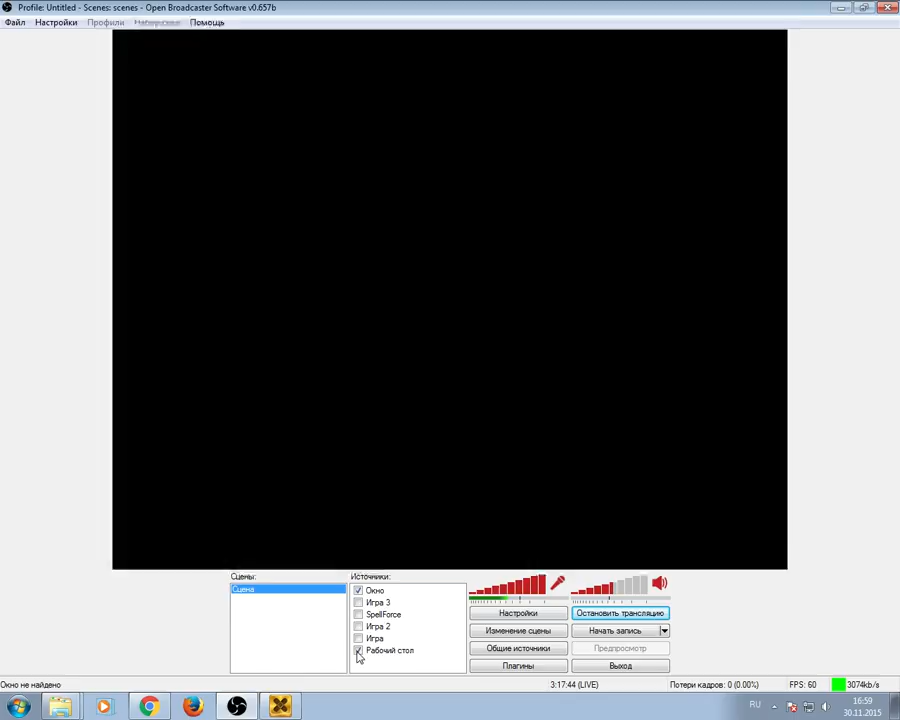 Profile: Untitled - Scenes: scenes - Open Broadcaster Software v0.657b
Файл Настройки Профили Помощь
Сцены:
Источники:
Сцена
Окно
Игра 3
SpellForce
Игра 2
Игра
Рабочий стол
Настройки
Остановить трансляцию
Изменение сцены
Начать запись
Общие источники
Предпросмотр
Плагины
Выход
Окно не найдено
3:17:44 (LIVE)
Потери кадров: 0 (0.00%)
FPS: 60
3074kb/s
RU
16:59
30.11.2015